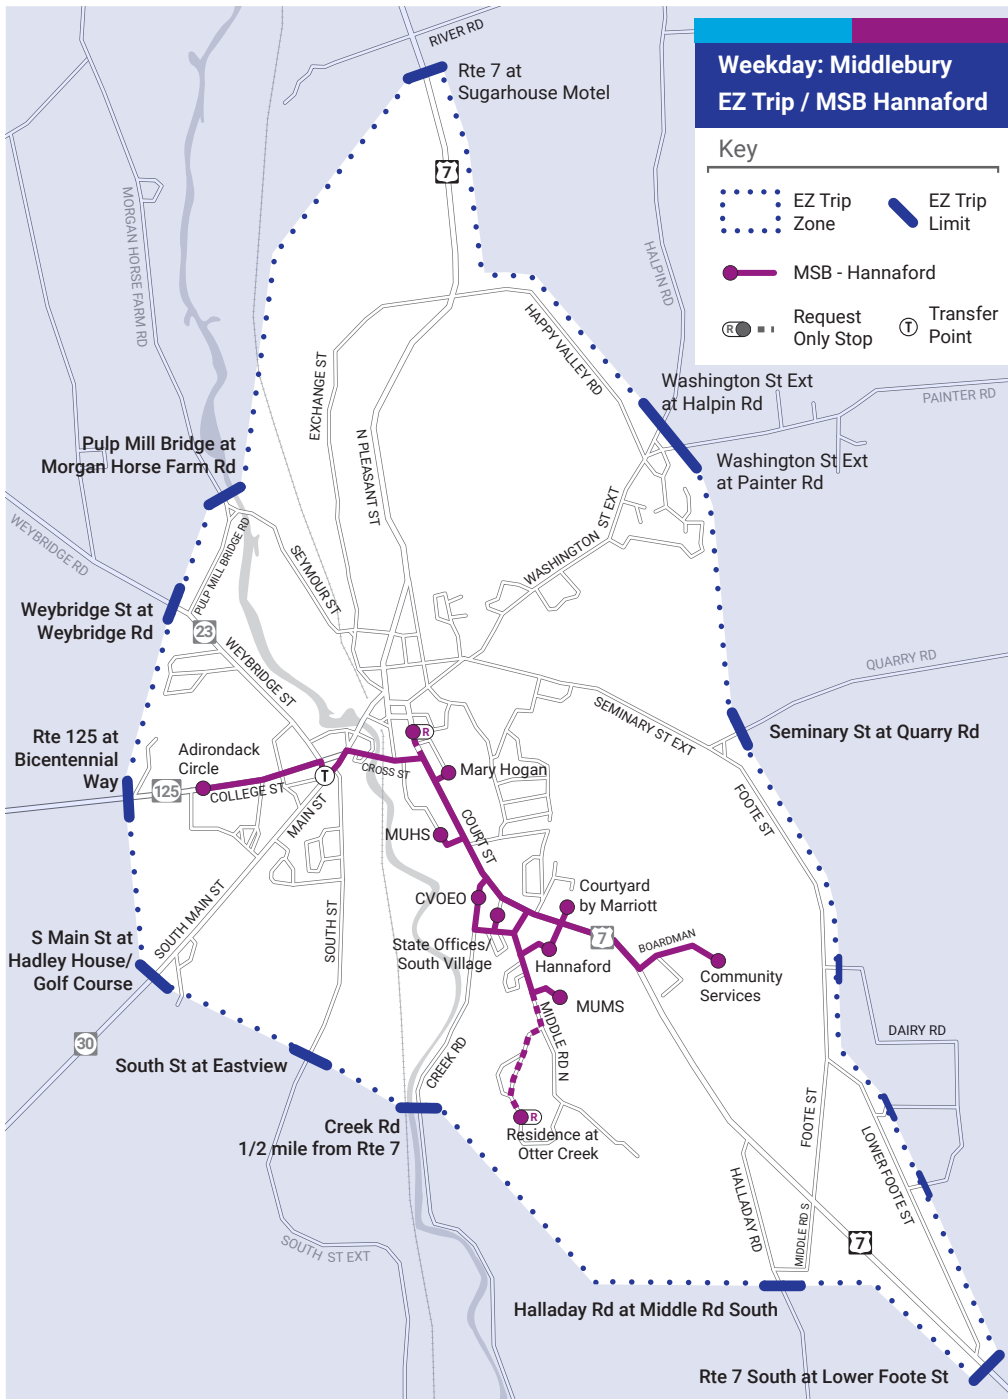 Weekday: Middlebury
EZ Trip / MSB Hannaford
Key
EZ Trip
Zone
EZ Trip
Limit
MSB - Hannaford
R
Request
Only Stop
T
Transfer
Point
RIVER RD
Rte 7 at
Sugarhouse Motel
7
MORGAN HORSE FARM RD
HALPIN RD
HAPPY VALLEY RD
EXCHANGE ST
N PLEASANT ST
Washington St Ext
at Halpin Rd
PAINTER RD
Washington St Ext
at Painter Rd
Pulp Mill Bridge at
Morgan Horse Farm Rd
WEYBRIDGE RD
PULP MILL BRIDGE RD
SEYMOUR ST
WASHINGTON ST EXT
Weybridge St at
Weybridge Rd
23
WEYBRIDGE ST
QUARRY RD
SEMINARY ST EXT
Seminary St at Quarry Rd
Rte 125 at
Bicentennial
Way
125
Adirondack
Circle
COLLEGE ST
T
MAIN ST
CROSS ST
R
Mary Hogan
COURT ST
FOOTE ST
MUHS
CVOEO
Courtyard
by Marriott
State Offices/
South Village
7
BOARDMAN
Hannaford
Community
Services
MUMS
SOUTH MAIN ST
SOUTH ST
S Main St at
Hadley House/
Golf Course
30
South St at Eastview
CREEK RD
MIDDLE RD N
DAIRY RD
Creek Rd
1/2 mile from Rte 7
R
Residence at
Otter Creek
FOOTE ST
LOWER FOOTE ST
HALLADAY RD
MIDDLE RD S
7
SOUTH ST EXT
Halladay Rd at Middle Rd South
Rte 7 South at Lower Foote St